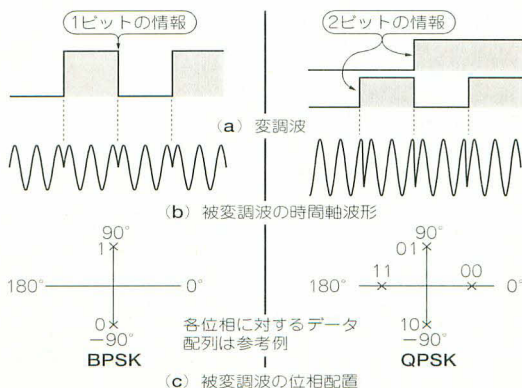 1ビットの情報
2ビットの情報
(a) 変調波
(b) 被変調波の時間軸波形
90°
1
180°
0°
0
−90°
BPSK
各位相に対するデータ
配列は参考例
90°
01
11
00
180°
0°
10
−90°
QPSK
(c) 被変調波の位相配置